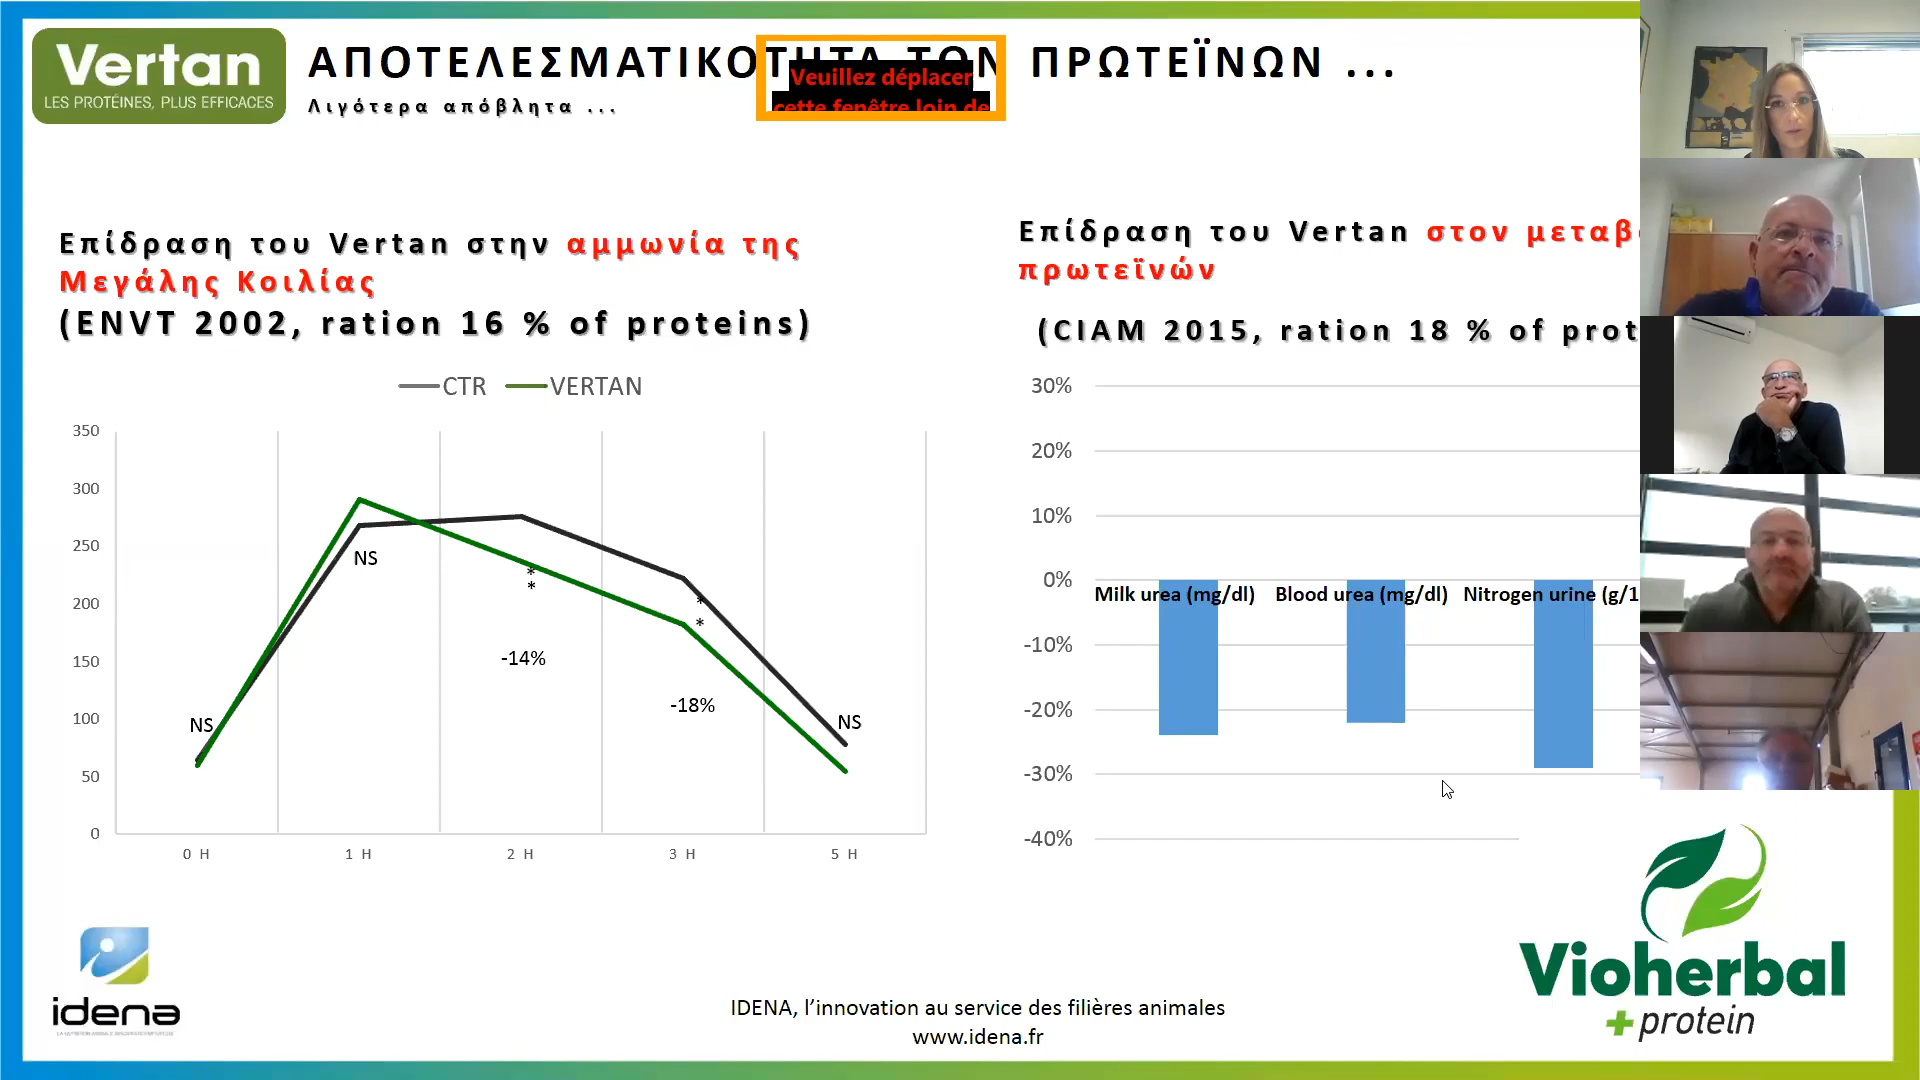 Vertan
LES PROTÉINES, PLUS EFFICACES
ΑΠΟΤΕΛΕΣΜΑΤΙΚΟΤΗΤΑ ΤΩΝ ΠΡΩΤΕΪΝΩΝ ...
Λιγότερα απόβλητα ...
Veuillez déplacer
cette fenêtre loin de
Επίδραση του Vertan στην αμμωνία της
Μεγάλης Κοιλίας
(ENVT 2002, ration 16 % of proteins)
CTR VERTAN
350
300
250
200
150
100
50
0
NS
NS
*
*
-14%
*
*
-18%
NS
0 H 1 H 2 H 3 H 5 H
Επίδραση του Vertan στον
πρωτεϊνών
(CIAM 2015, ration 18 % of
30%
20%
10%
0%
-10%
-20%
-30%
-40%
Milk urea (mg/dl) Blood urea (mg/dl) Nitrogen urine
idena
IDENA, l’innovation au service des filières animales
www.idena.fr
Vioherbal
+protein